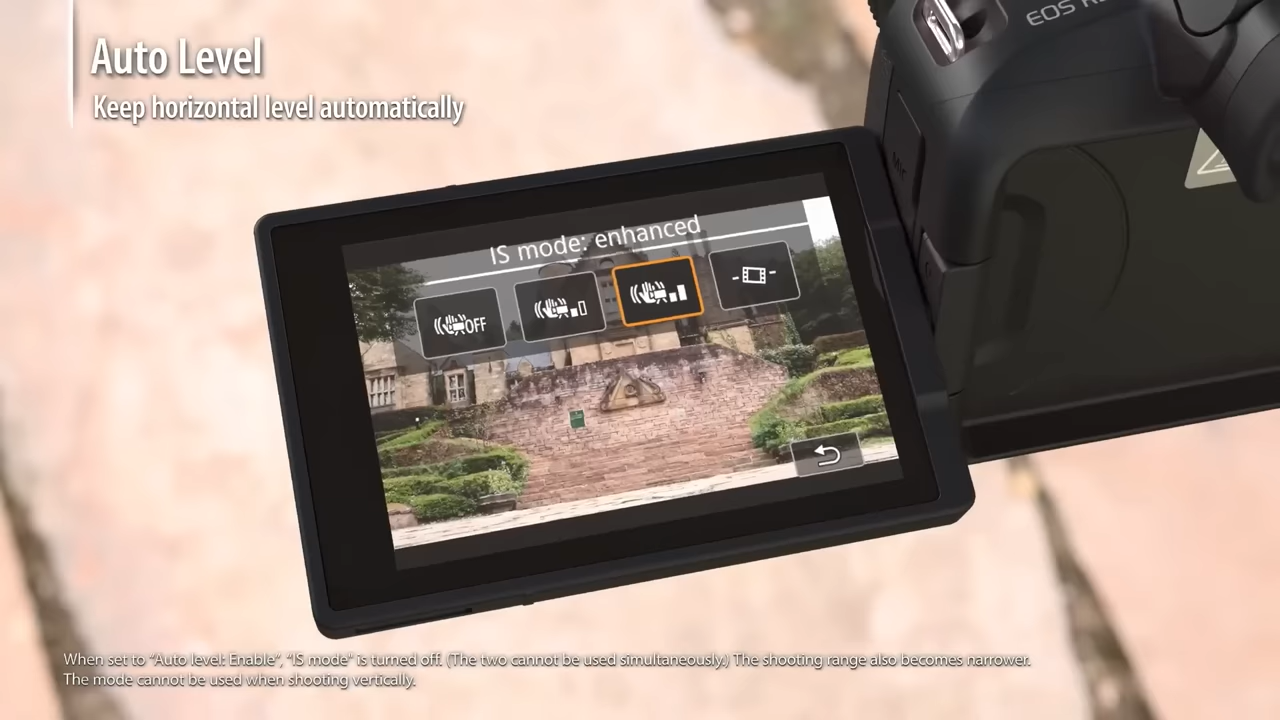 Auto Level
Keep horizontal level automatically
EOS
IS mode: enhanced
OFF
MIC
When set to "Auto level: Enable", "IS mode" is turned off. (The two cannot be used simultaneously.) The shooting range also becomes narrower.
The mode cannot be used when shooting vertically.